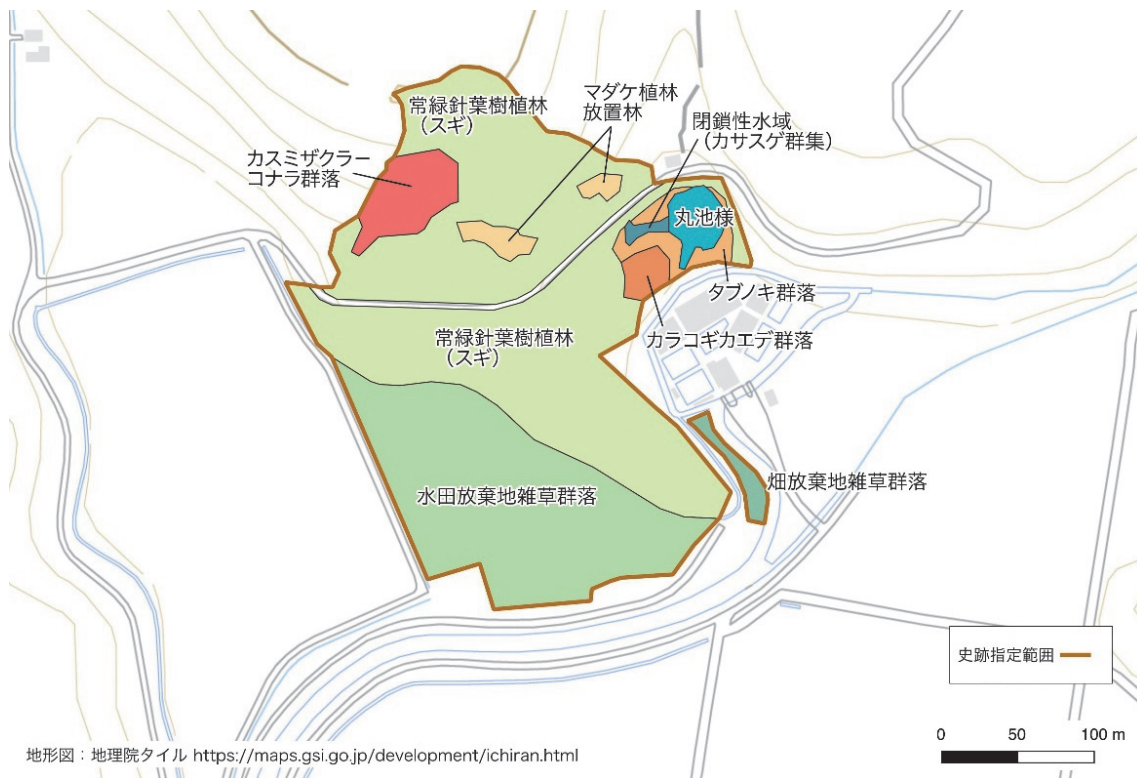 常緑針葉樹植林
（スギ）
マダケ植林
放置林
閉鎖性水域
（カサスゲ群集）
カスミザクラー
コナラ群落
丸池様
タブノキ群落
カラコギカエデ群落
常緑針葉樹植林
（スギ）
水田放棄地雑草群落
畑放棄地雑草群落
史跡指定範囲
0 50 100 m
地形図：地理院タイル https://maps.gsi.go.jp/development/ichiran.html